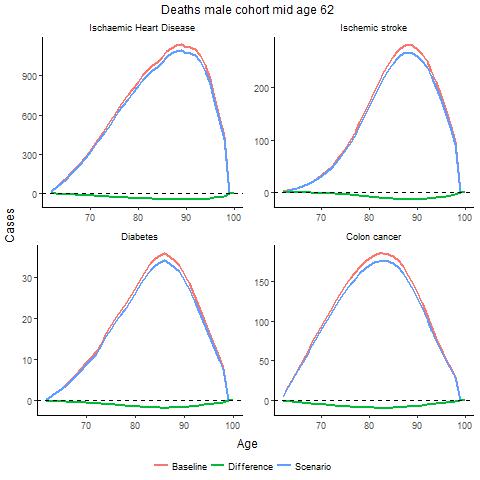 Deaths male cohort mid age 62
Ischaemic Heart Disease
Ischemic stroke
900
600
300
0
70 80 90 100
200
100
0
70 80 90 100
Diabetes
Colon cancer
30
20
10
0
70 80 90 100
150
100
50
0
70 80 90 100
Cases
Age
Baseline Difference Scenario